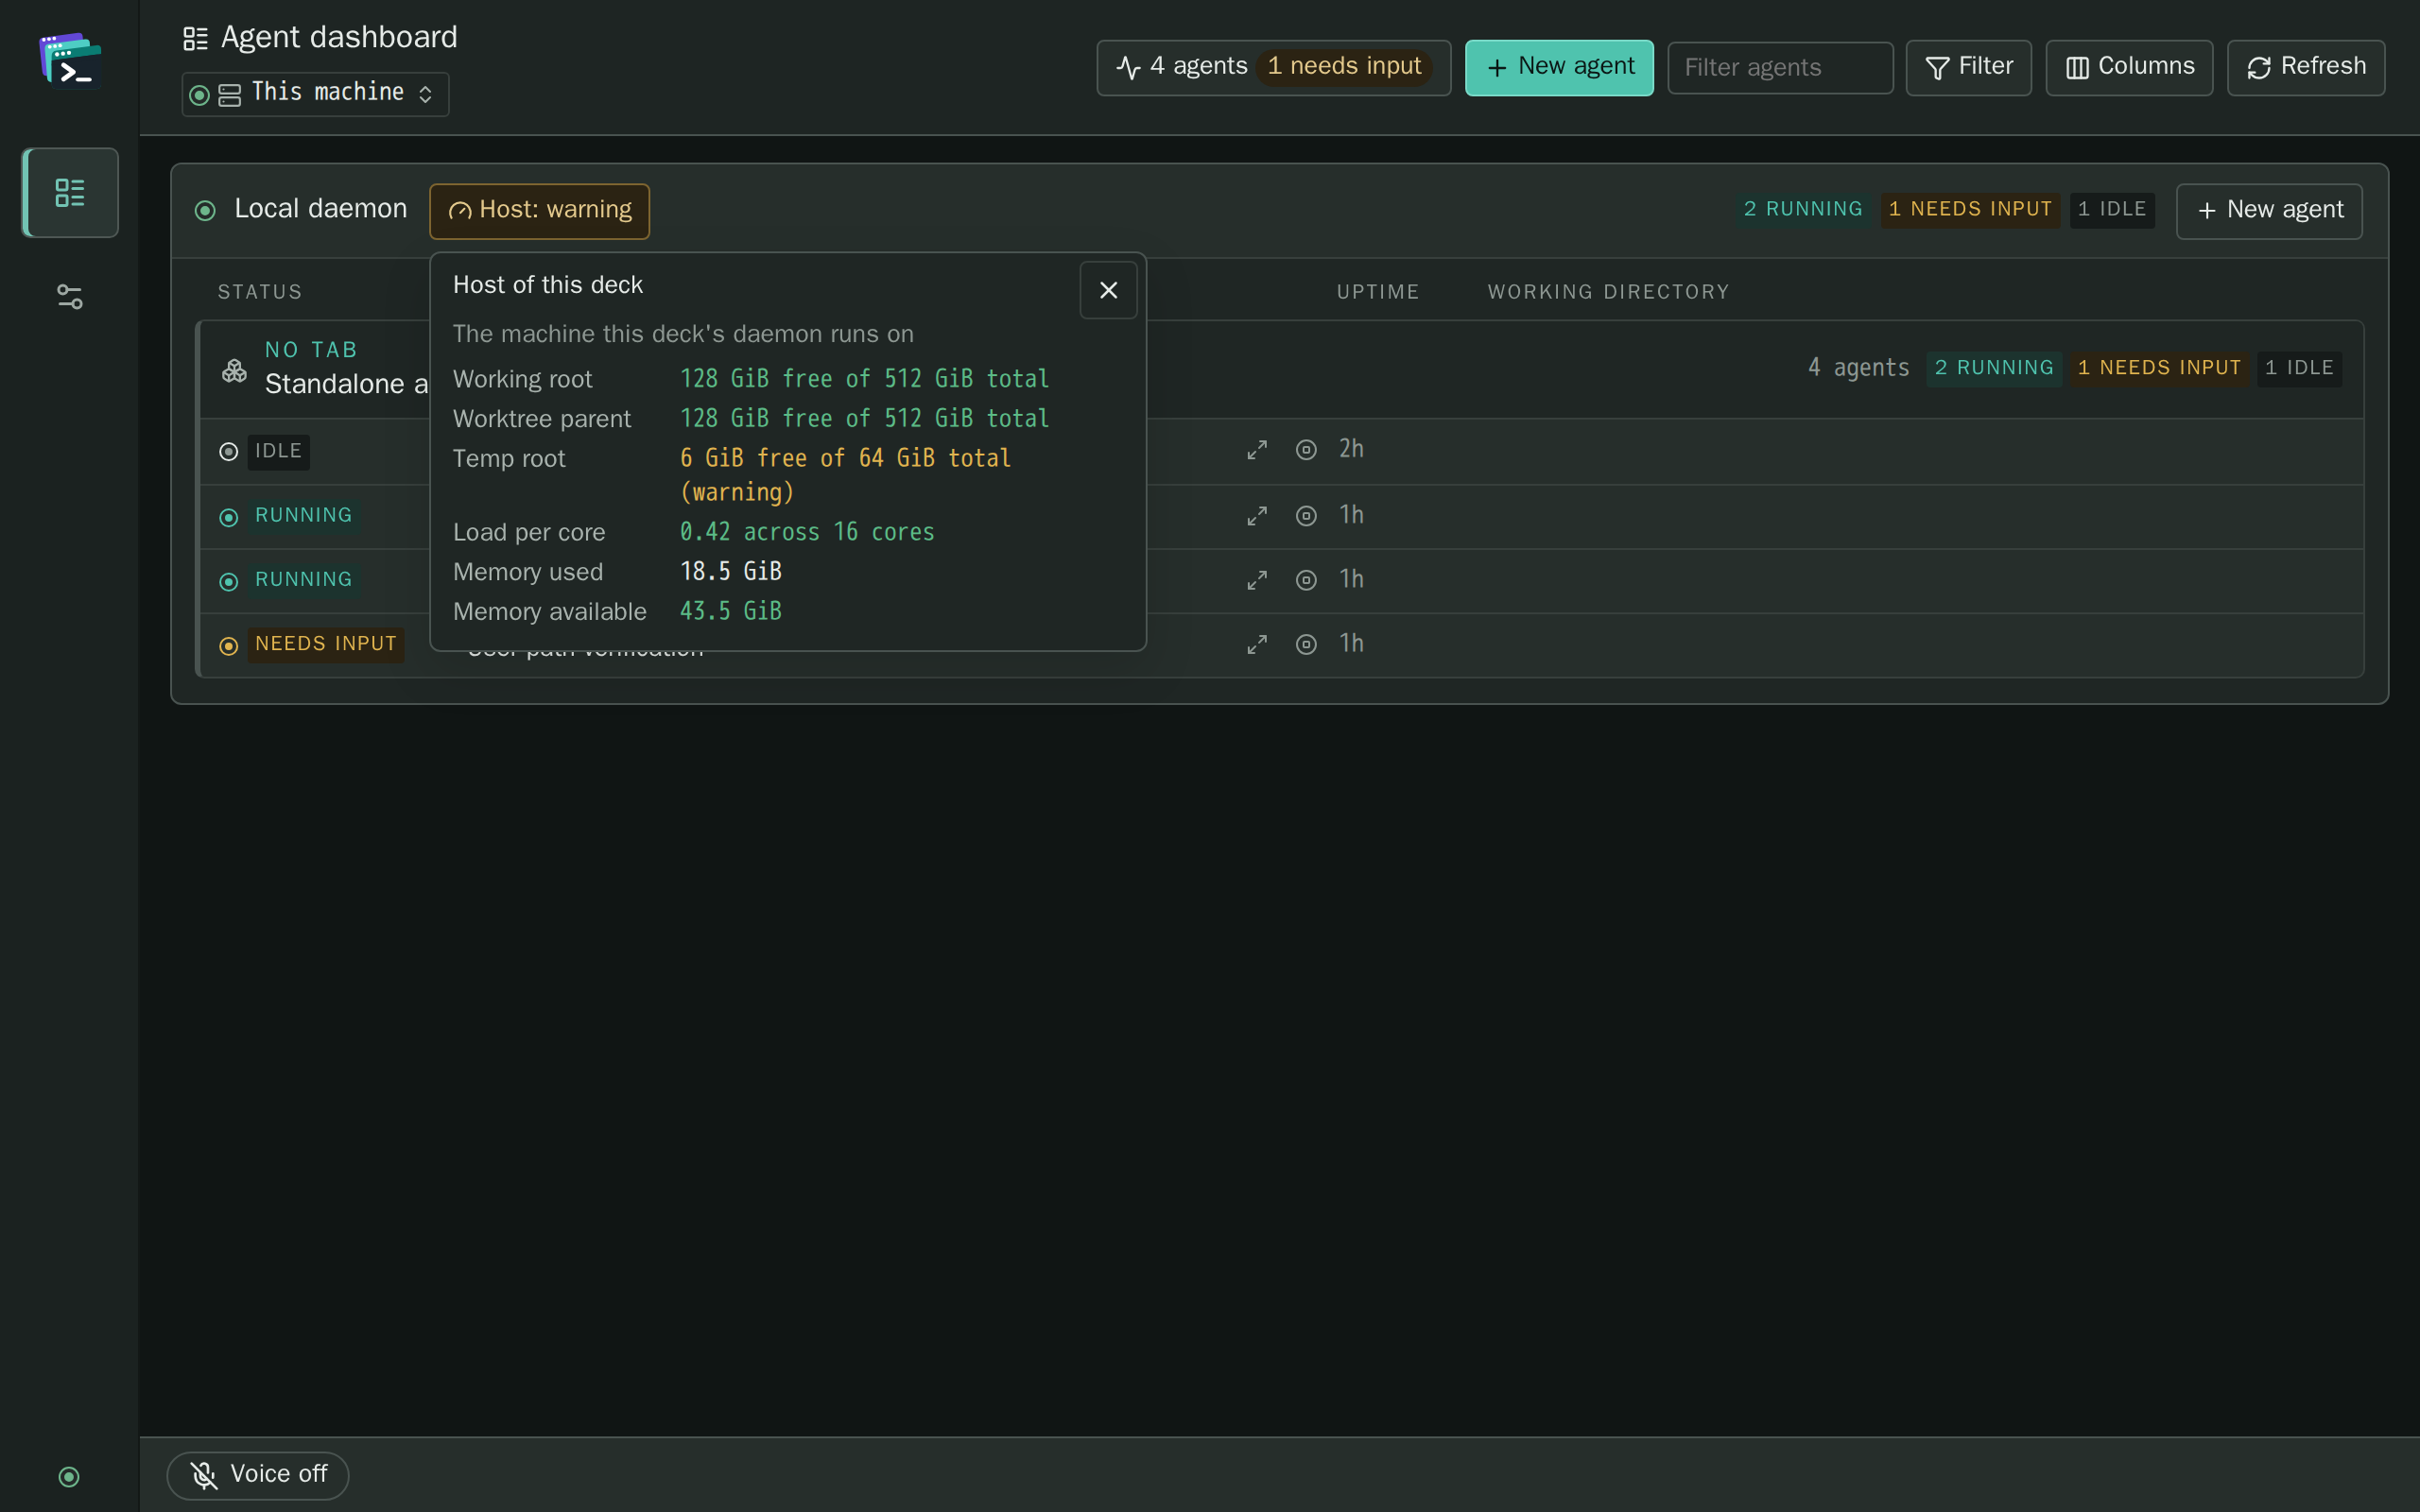 Agent dashboard
This machine
4 agents 1 needs input
New agent
Filter agents
Filter
Columns
Refresh
Local daemon
Host: warning
2 RUNNING 1 NEEDS INPUT 1 IDLE
New agent
STATUS
UPTIME
WORKING DIRECTORY
Host of this deck
The machine this deck's daemon runs on
Working root 128 GiB free of 512 GiB total
Worktree parent 128 GiB free of 512 GiB total
Temp root 6 GiB free of 64 GiB total
(warning)
Load per core 0.42 across 16 cores
Memory used 18.5 GiB
Memory available 43.5 GiB
NO TAB
Standalone a
4 agents 2 RUNNING 1 NEEDS INPUT 1 IDLE
IDLE
2h
RUNNING
1h
RUNNING
1h
NEEDS INPUT
User path verification
1h
Voice off